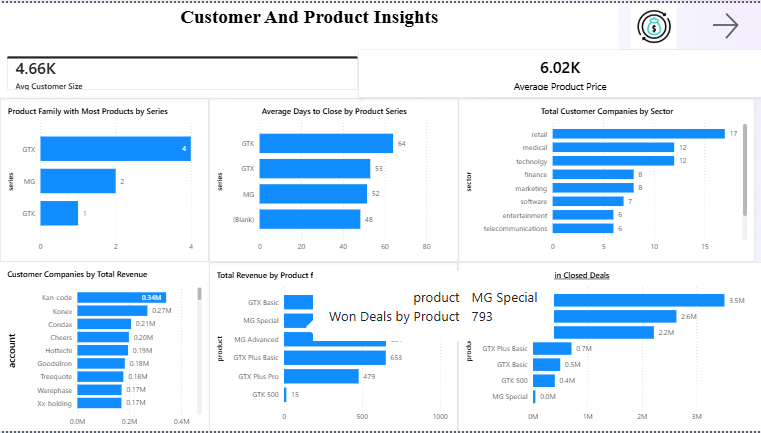 Customer And Product Insights
4.66K
Avg Customer Size
6.02K
Average Product Price
Product Family with Most Products by Series
series
GTX
4
MG
2
GTK
1
0 2 4
Average Days to Close by Product Series
series
GTK
64
GTX
53
MG
52
(Blank)
48
0 20 40 60 80
Total Customer Companies by Sector
sector
retail
17
medical
12
technolgy
12
finance
8
marketing
8
software
7
entertainment
6
telecommunications
6
0 5 10 15
Customer Companies by Total Revenue
account
Kan-code
0.34M
Konex
0.27M
Condax
0.21M
Cheers
0.20M
Hottechi
0.19M
Goodsilron
0.18M
Treequote
0.18M
Warephase
0.17M
Xx-holding
0.17M
0.0M 0.2M 0.4M
Total Revenue by Product f
product
GTX Basic
MG Special
MG Advanced
GTX Plus Basic
653
GTX Plus Pro
479
GTK 500
15
0 500 1000
product MG Special
Won Deals by Product 793
in Closed Deals
3.5M
2.6M
2.2M
GTX Plus Basic
0.7M
GTX Basic
0.5M
GTK 500
0.4M
MG Special
0.0M
0M 1M 2M 3M